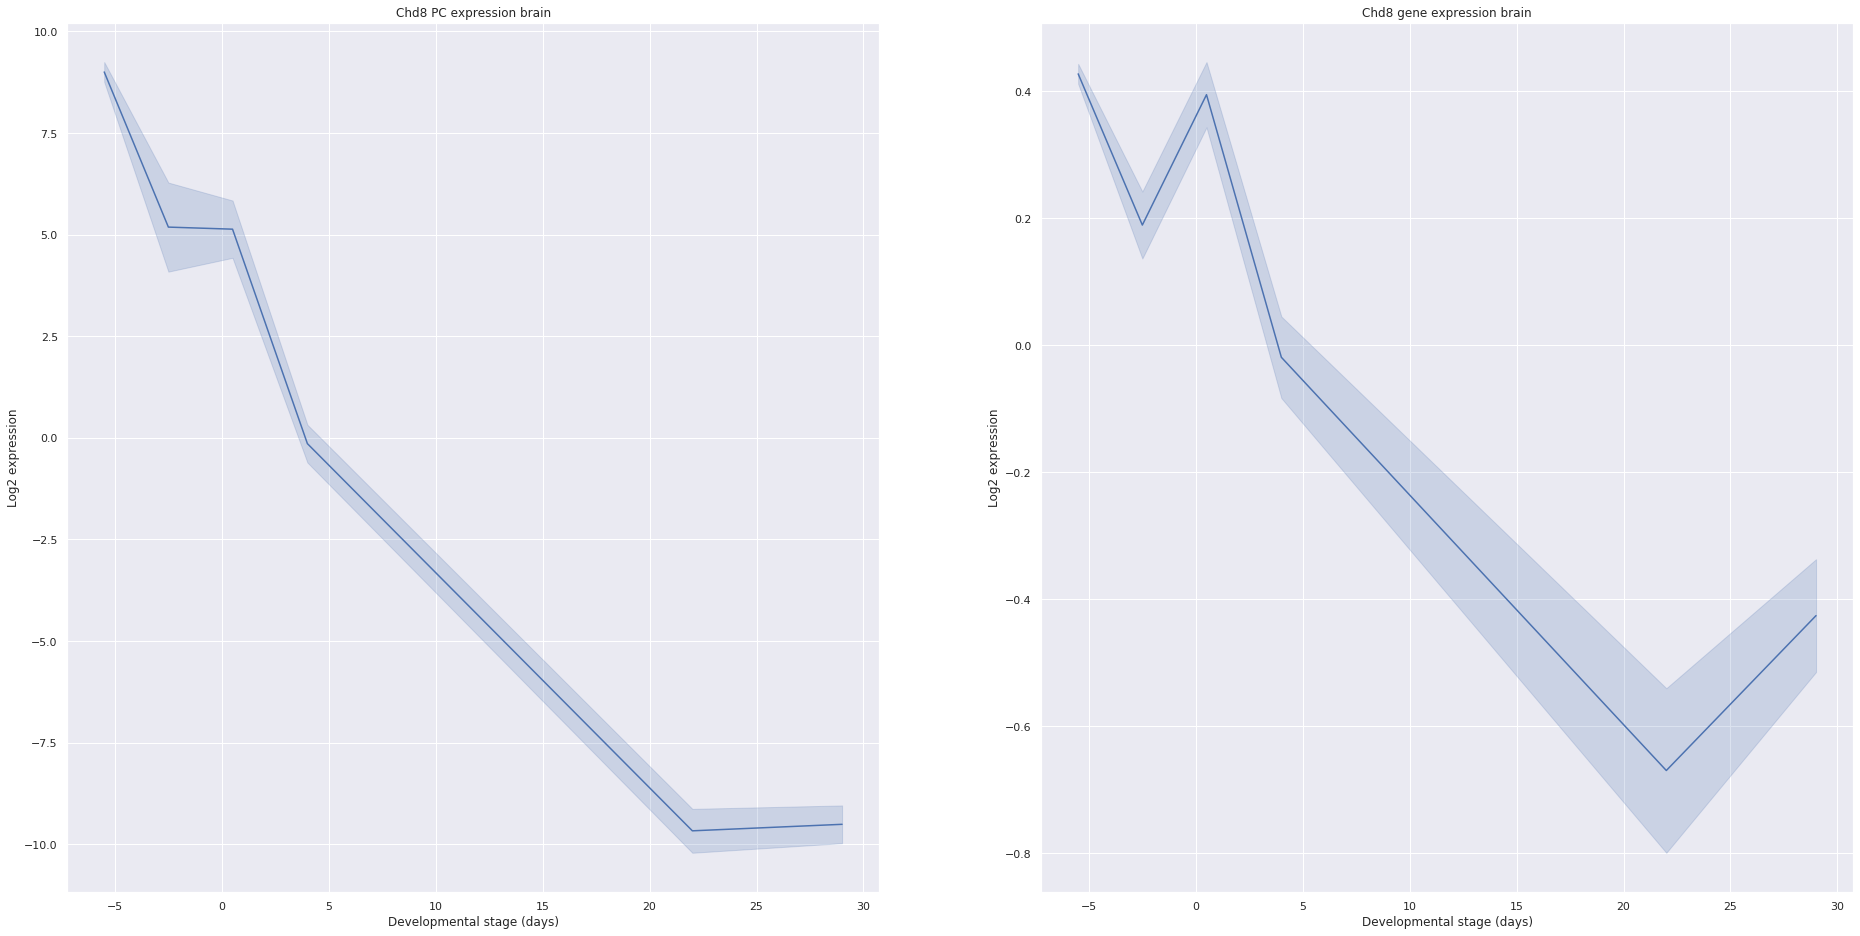 Chd8 PC expression brain
10.0
7.5
5.0
2.5
0.0
−2.5
−5.0
−7.5
−10.0
Log2 expression
−5 0 5 10 15 20 25 30
Developmental stage (days)
Chd8 gene expression brain
0.4
0.2
0.0
−0.2
−0.4
−0.6
−0.8
Log2 expression
−5 0 5 10 15 20 25 30
Developmental stage (days)